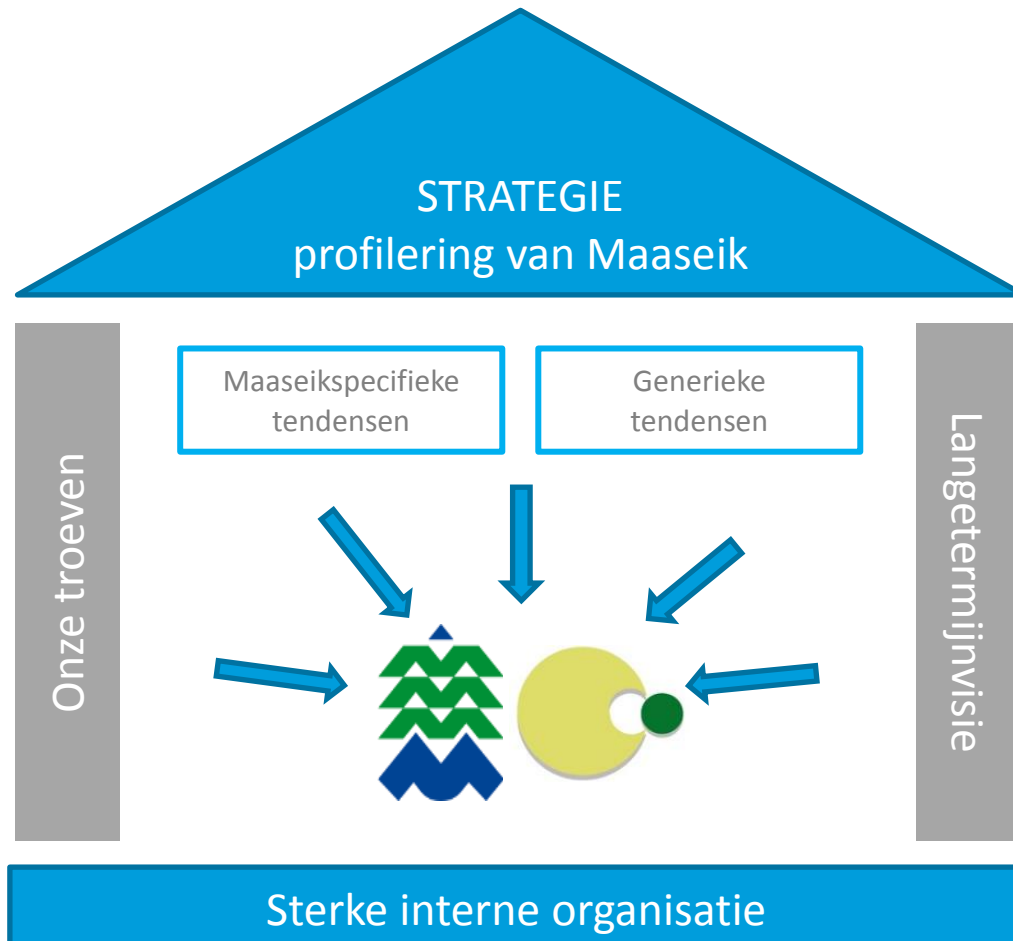 STRATEGIE
profilering van Maaseik
Maaseikspecifieke
tendensen
Generieke
tendensen
Onze troeven
Langetermijnvisie
Sterke interne organisatie